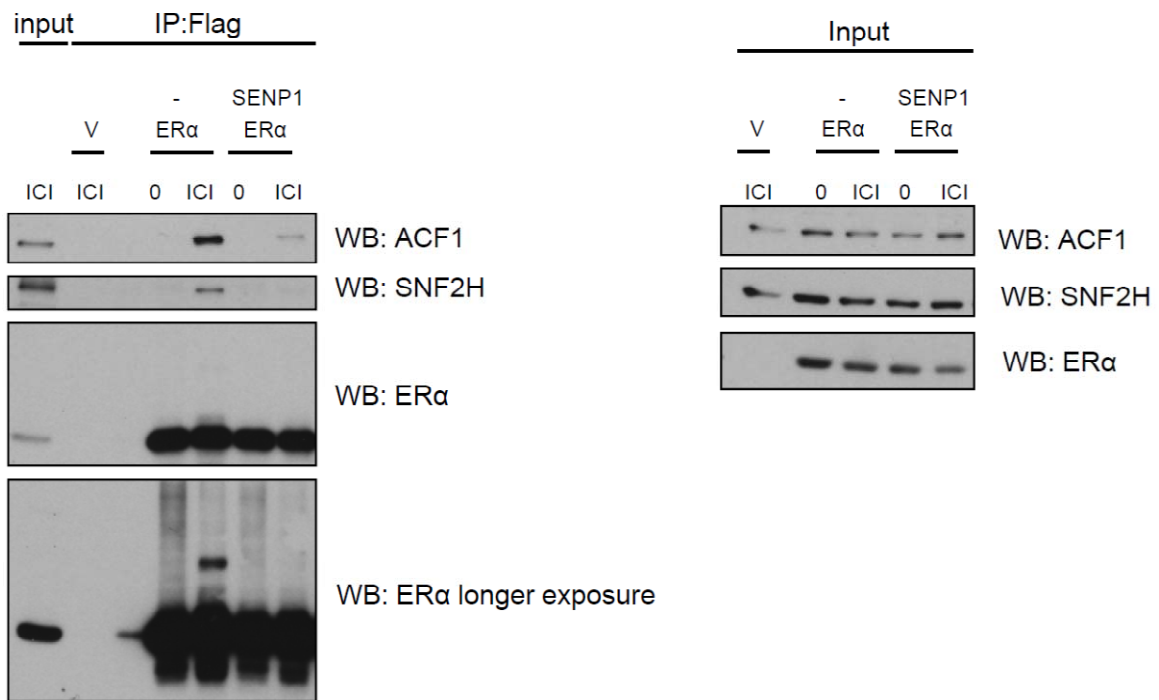 input IP:Flag
- SENP1
V ERα ERα
ICI ICI 0 ICI 0 ICI
WB: ACF1
WB: SNF2H
WB: ERα
WB: ERα longer exposure
Input
- SENP1
V ERα ERα
ICI 0 ICI 0 ICI
WB: ACF1
WB: SNF2H
WB: ERα